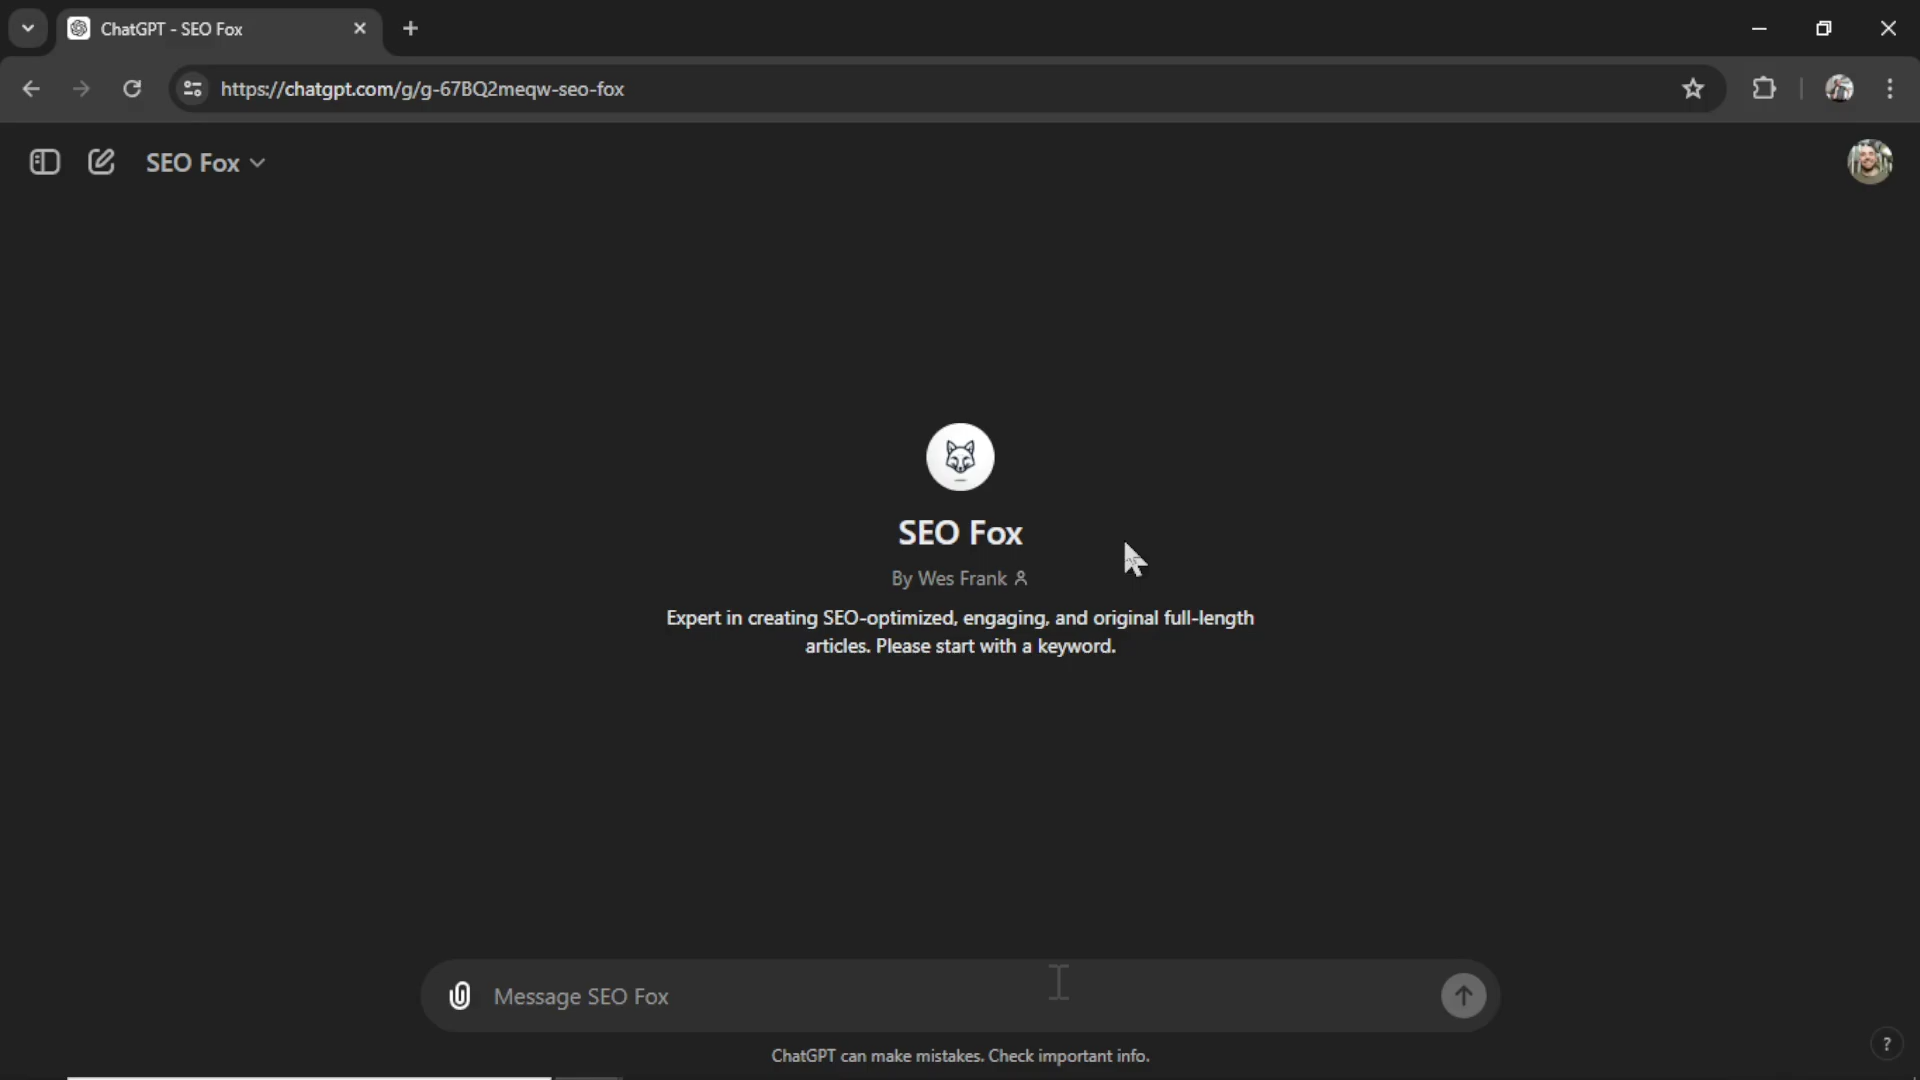 ChatGPT - SEO Fox
https://chatgpt.com/g/g-67BQ2meqw-seo-fox
SEO Fox
SEO Fox
By Wes Frank
Expert in creating SEO-optimized, engaging, and original full-length
articles. Please start with a keyword.
Message SEO Fox
ChatGPT can make mistakes. Check important info.
?